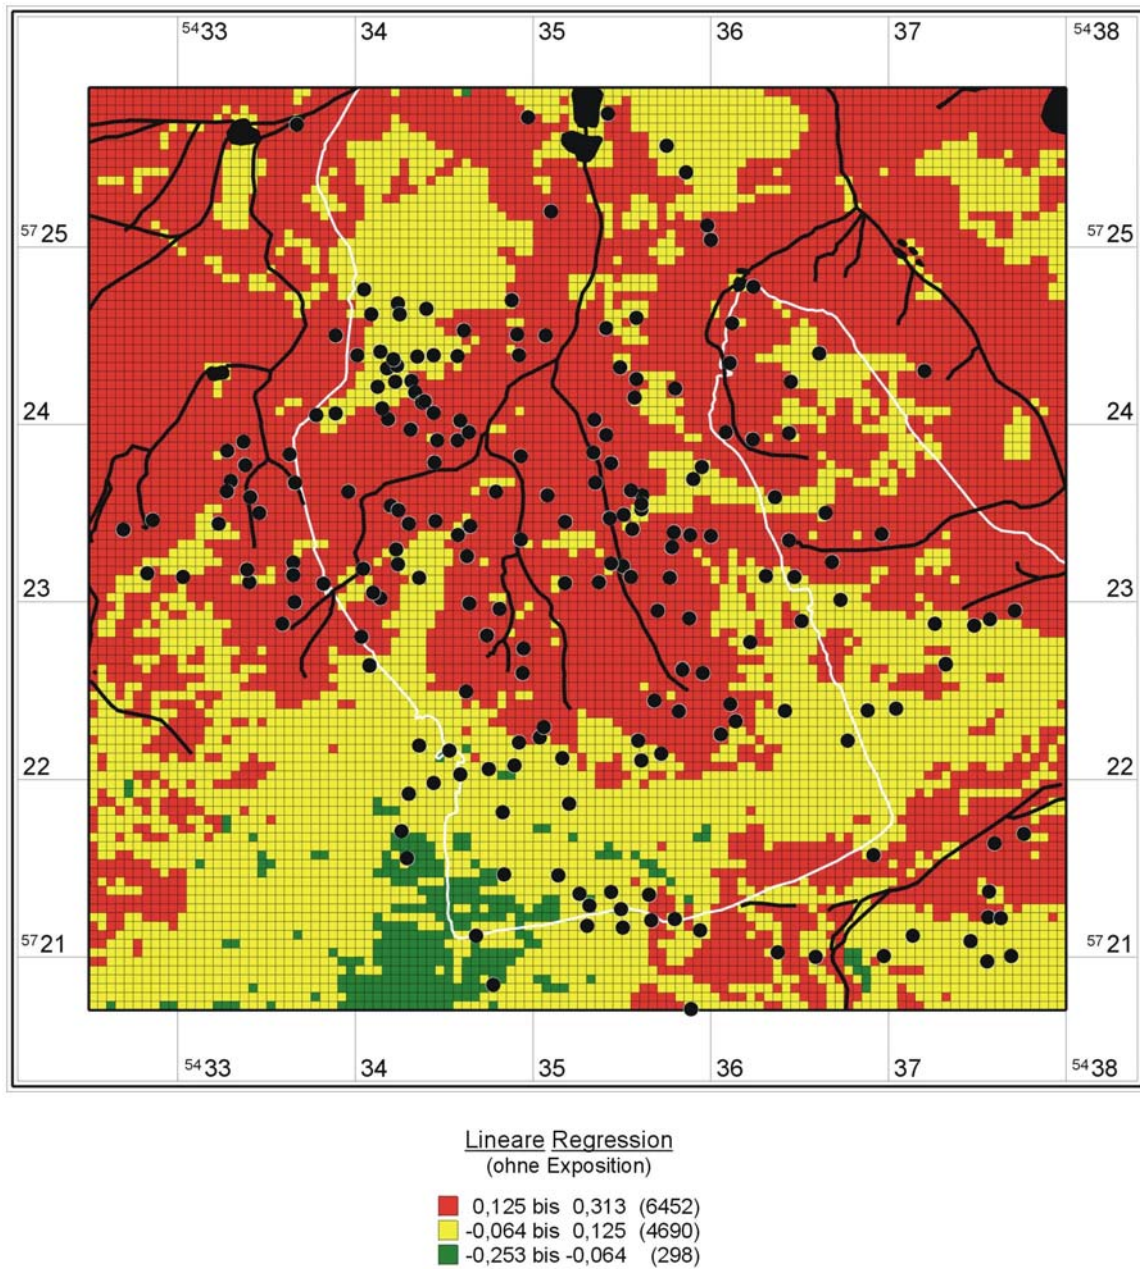 5433 34 35 36 37 5438
5725 5725
24 24
23 23
22 22
5721 5721
5433 34 35 36 37 5438
Lineare Regression
(ohne Exposition)
0,125 bis 0,313 (6452)
-0,064 bis 0,125 (4690)
-0,253 bis -0,064 (298)